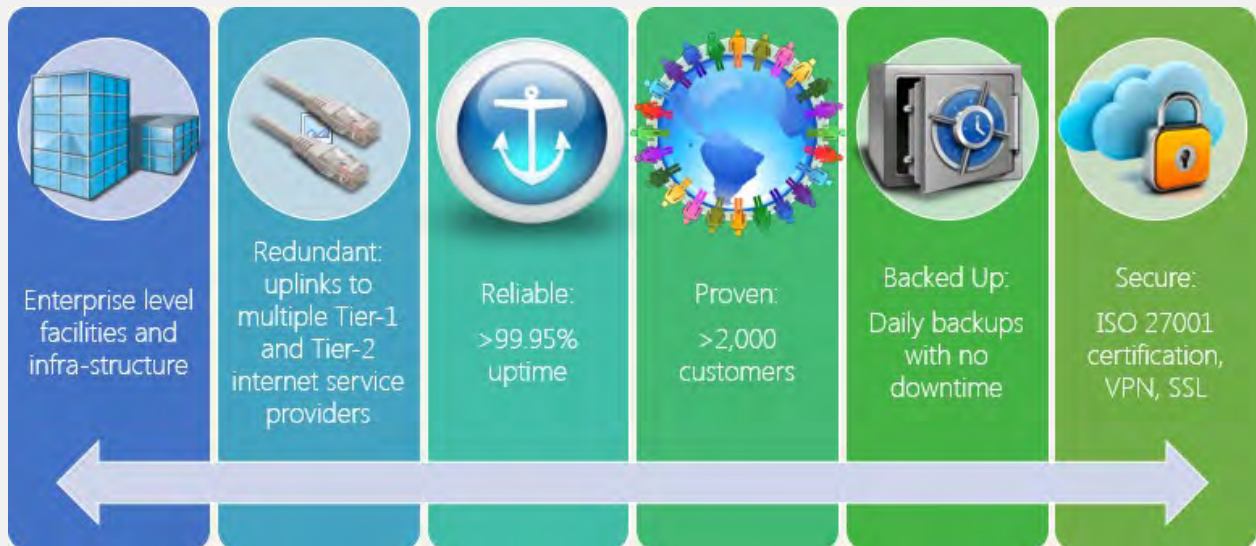 Enterprise level
facilities and
infra-structure
Redundant:
uplinks to
multiple Tier-1
and Tier-2
internet service
providers
Reliable:
>99.95%
uptime
Proven:
>2,000
customers
Backed Up:
Daily backups
with no
downtime
Secure:
ISO 27001
certification,
VPN, SSL